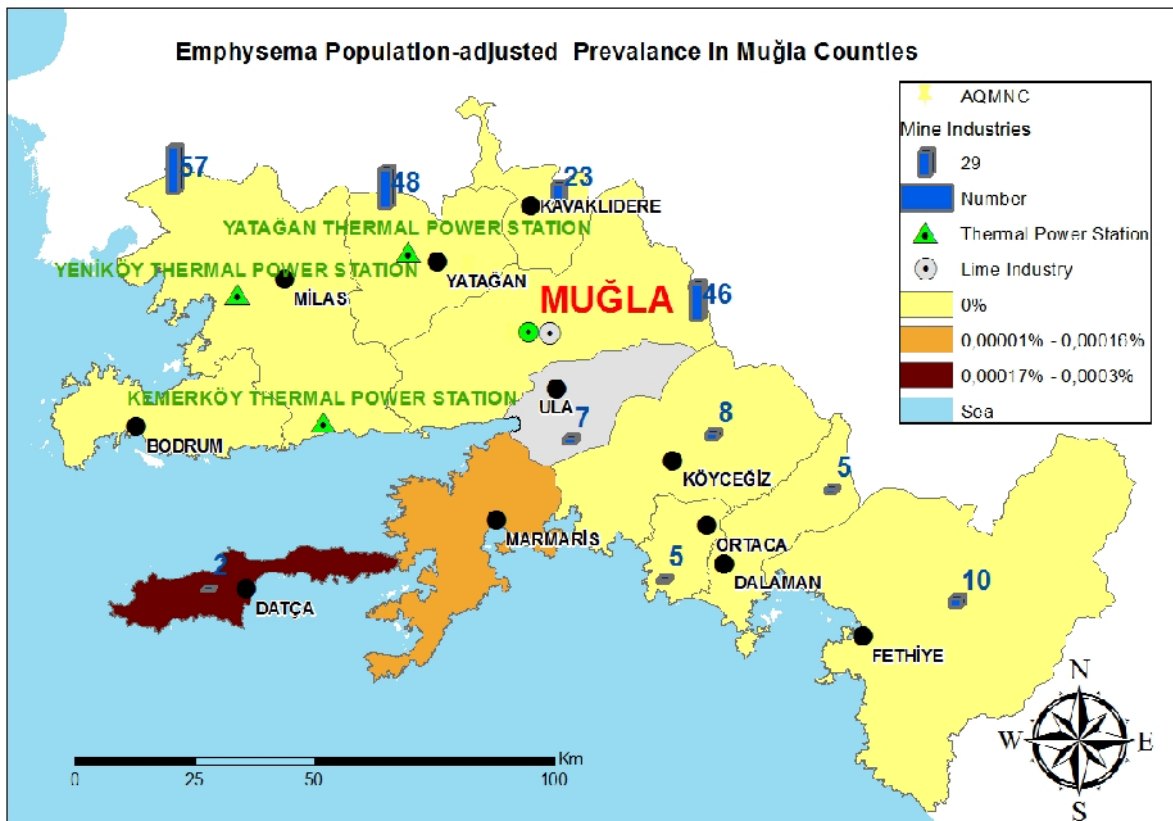 Emphysema Population-adjusted Prevalance In Muğla Counties
AQMNC
Mine Industries
29
Number
Thermal Power Station
Lime Industry
0%
0,00001% - 0,00016%
0,00017% - 0,0003%
Sea
57
48
23
KAVAKLIDERE
YATAĞAN THERMAL POWER STATION
YATAĞAN
YENİKÖY THERMAL POWER STATION
MİLAS
MUĞLA
46
KEMERKÖY THERMAL POWER STATION
ULA
7
BODRUM
8
KÖYCEĞİZ
5
MARMARİS
ORTACA
5
DALAMAN
2
DATÇA
10
FETHİYE
N
W
E
S
Km
0
25
50
100